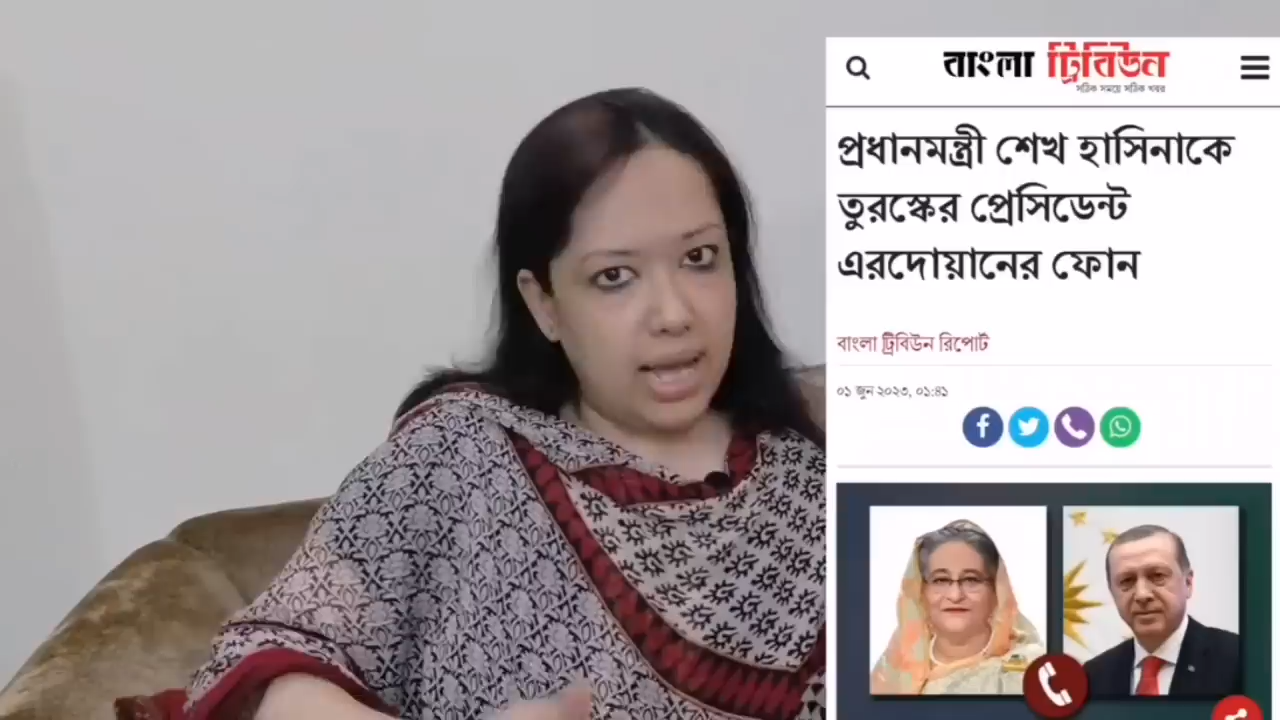 বাংলা ট্রিবিউন
সঠিক সময়ে সঠিক খবর
প্রধানমন্ত্রী শেখ হাসিনাকে
তুরস্কের প্রেসিডেন্ট
এরদোয়ানের ফোন
বাংলা ট্রিবিউন রিপোর্ট
০১ জুন ২০২৩, ০১:৪১